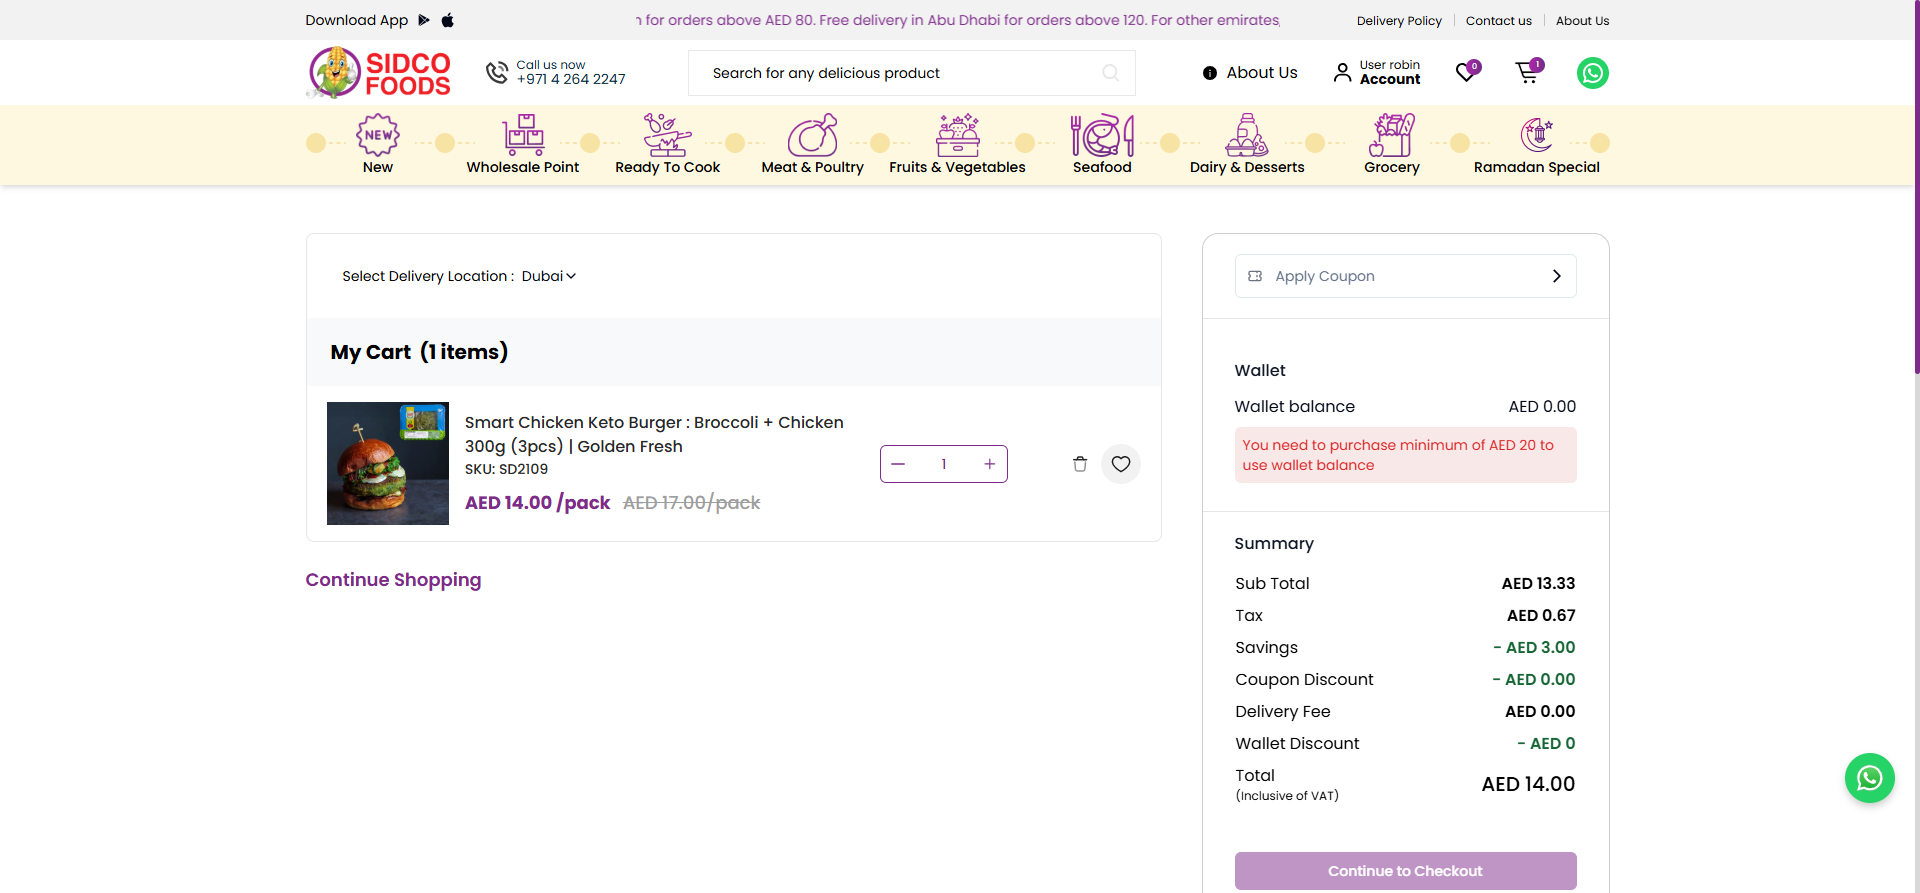 Download App
for orders above AED 80. Free delivery in Abu Dhabi for orders above 120. For other emirates,
Delivery Policy
Contact us
About Us
SIDCO
FOODS
Call us now
+971 4 264 2247
Search for any delicious product
About Us
User robin
Account
0
1
NEW
New
Wholesale Point
Ready To Cook
Meat & Poultry
Fruits & Vegetables
Seafood
Dairy & Desserts
Grocery
Ramadan Special
Select Delivery Location : Dubai
My Cart (1 items)
Smart Chicken Keto Burger : Broccoli + Chicken
300g (3pcs) | Golden Fresh
SKU: SD2109
AED 14.00 /pack AED 17.00/pack
— 1 +
Continue Shopping
Apply Coupon
Wallet
Wallet balance AED 0.00
You need to purchase minimum of AED 20 to
use wallet balance
Summary
Sub Total AED 13.33
Tax AED 0.67
Savings - AED 3.00
Coupon Discount - AED 0.00
Delivery Fee AED 0.00
Wallet Discount - AED 0
Total AED 14.00
(Inclusive of VAT)
Continue to Checkout